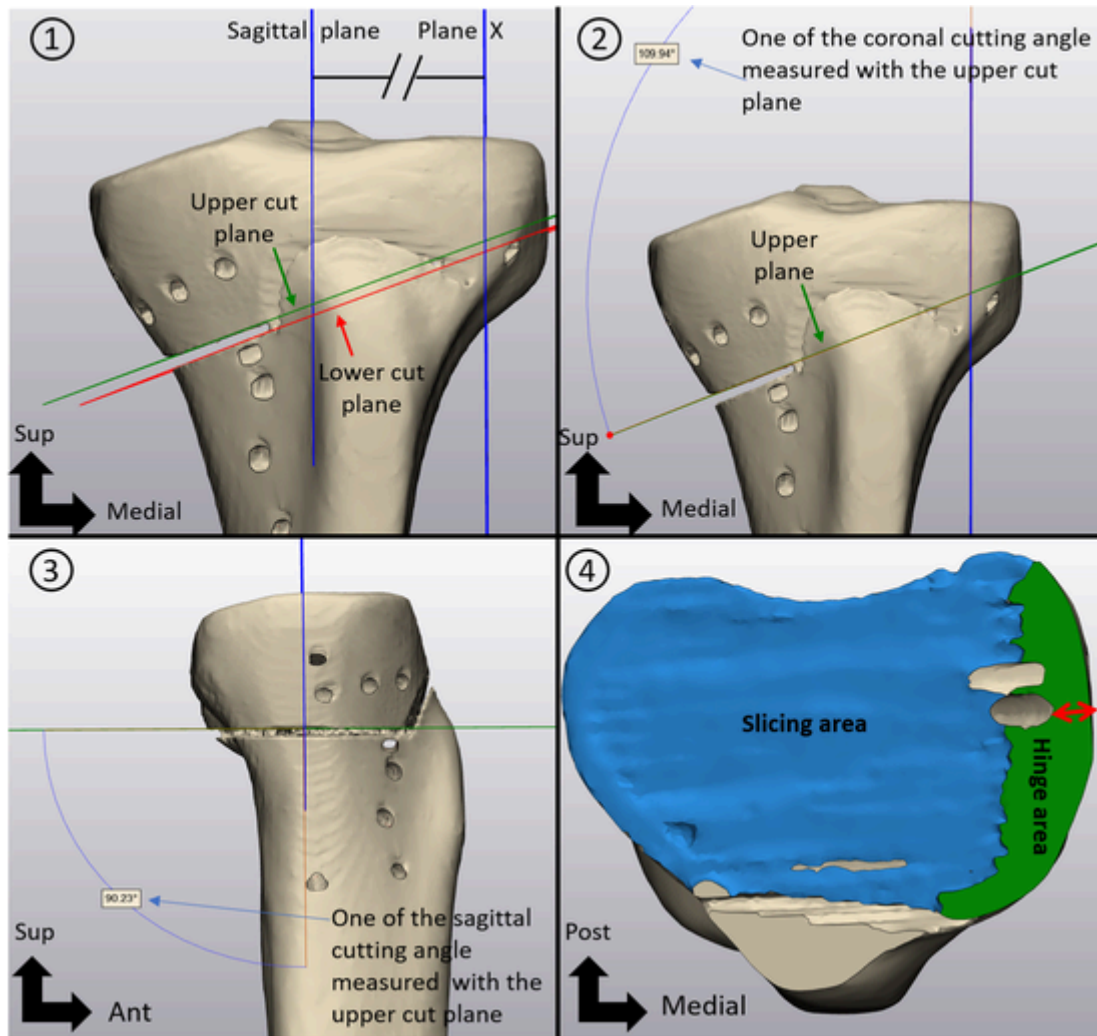 ①
Sagittal plane
Plane X
Upper cut
plane
Lower cut
plane
Sup
Medial
②
109.94°
One of the coronal cutting angle
measured with the upper cut
plane
Upper
plane
Sup
Medial
③
90.23°
One of the sagittal
cutting angle
measured with the
upper cut plane
Sup
Ant
④
Slicing area
Hinge area
Post
Medial